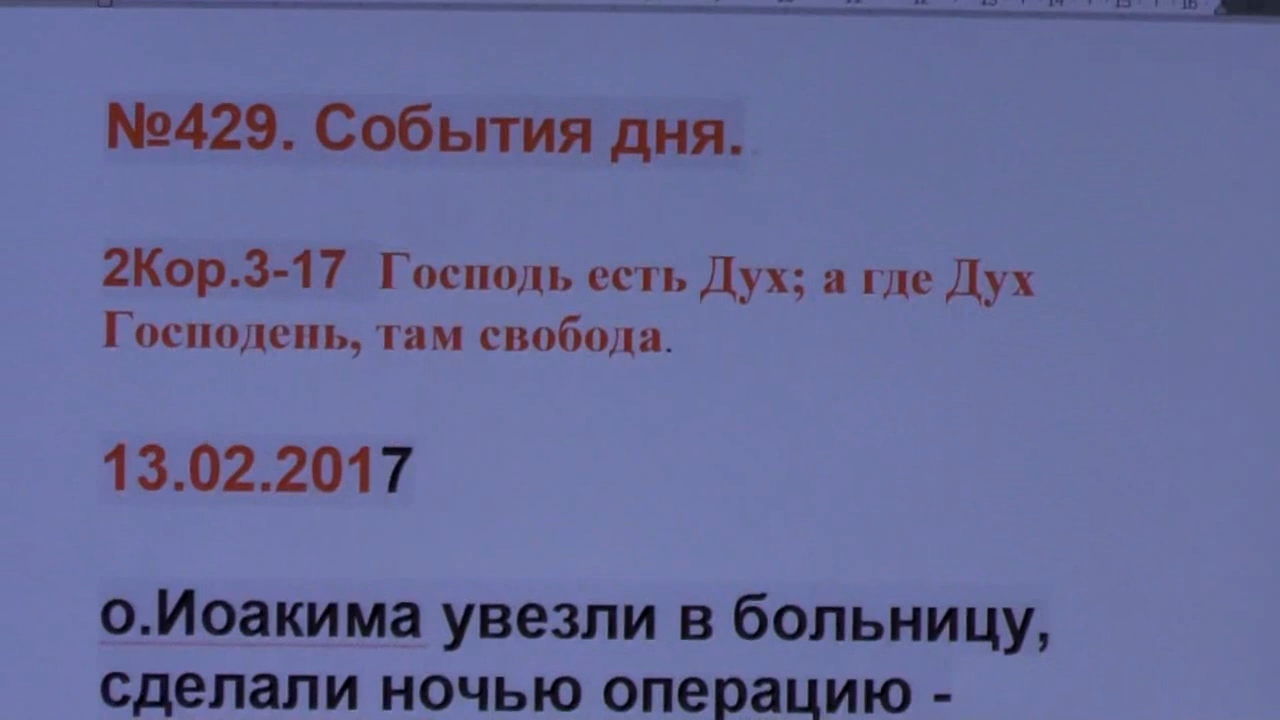 №429. События дня.
2Кор.3-17 Господь есть Дух; а где Дух
Господень, там свобода.
13.02.2017
о.Иоакима увезли в больницу,
сделали ночью операцию -